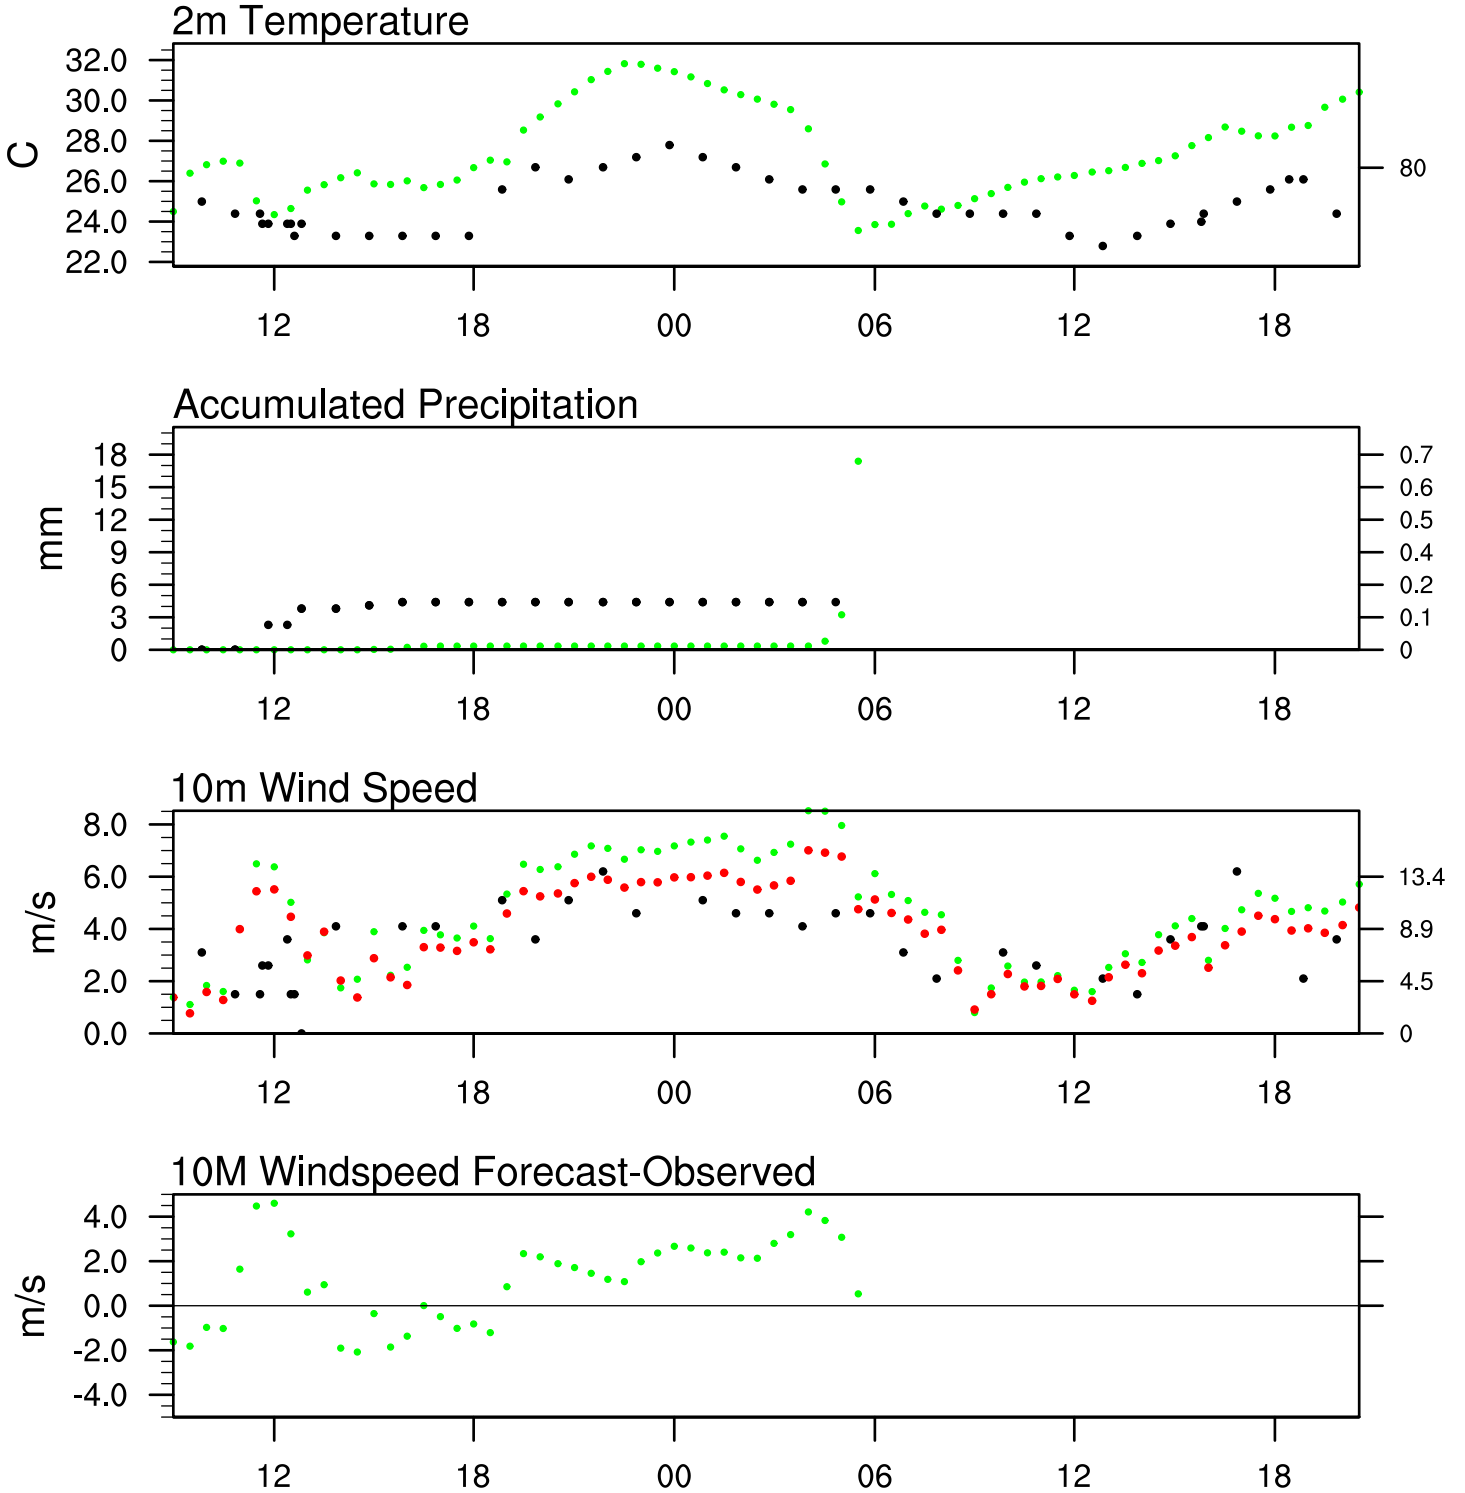 2m Temperature
32.0
30.0
28.0
26.0
24.0
22.0
C
80
12 18 00 06 12 18
Accumulated Precipitation
18
15
12
9
6
3
0
mm
0.7
0.6
0.5
0.4
0.2
0.1
0
12 18 00 06 12 18
10m Wind Speed
8.0
6.0
4.0
2.0
0.0
m/s
13.4
8.9
4.5
0
12 18 00 06 12 18
10M Windspeed Forecast-Observed
4.0
2.0
0.0
-2.0
-4.0
m/s
12 18 00 06 12 18